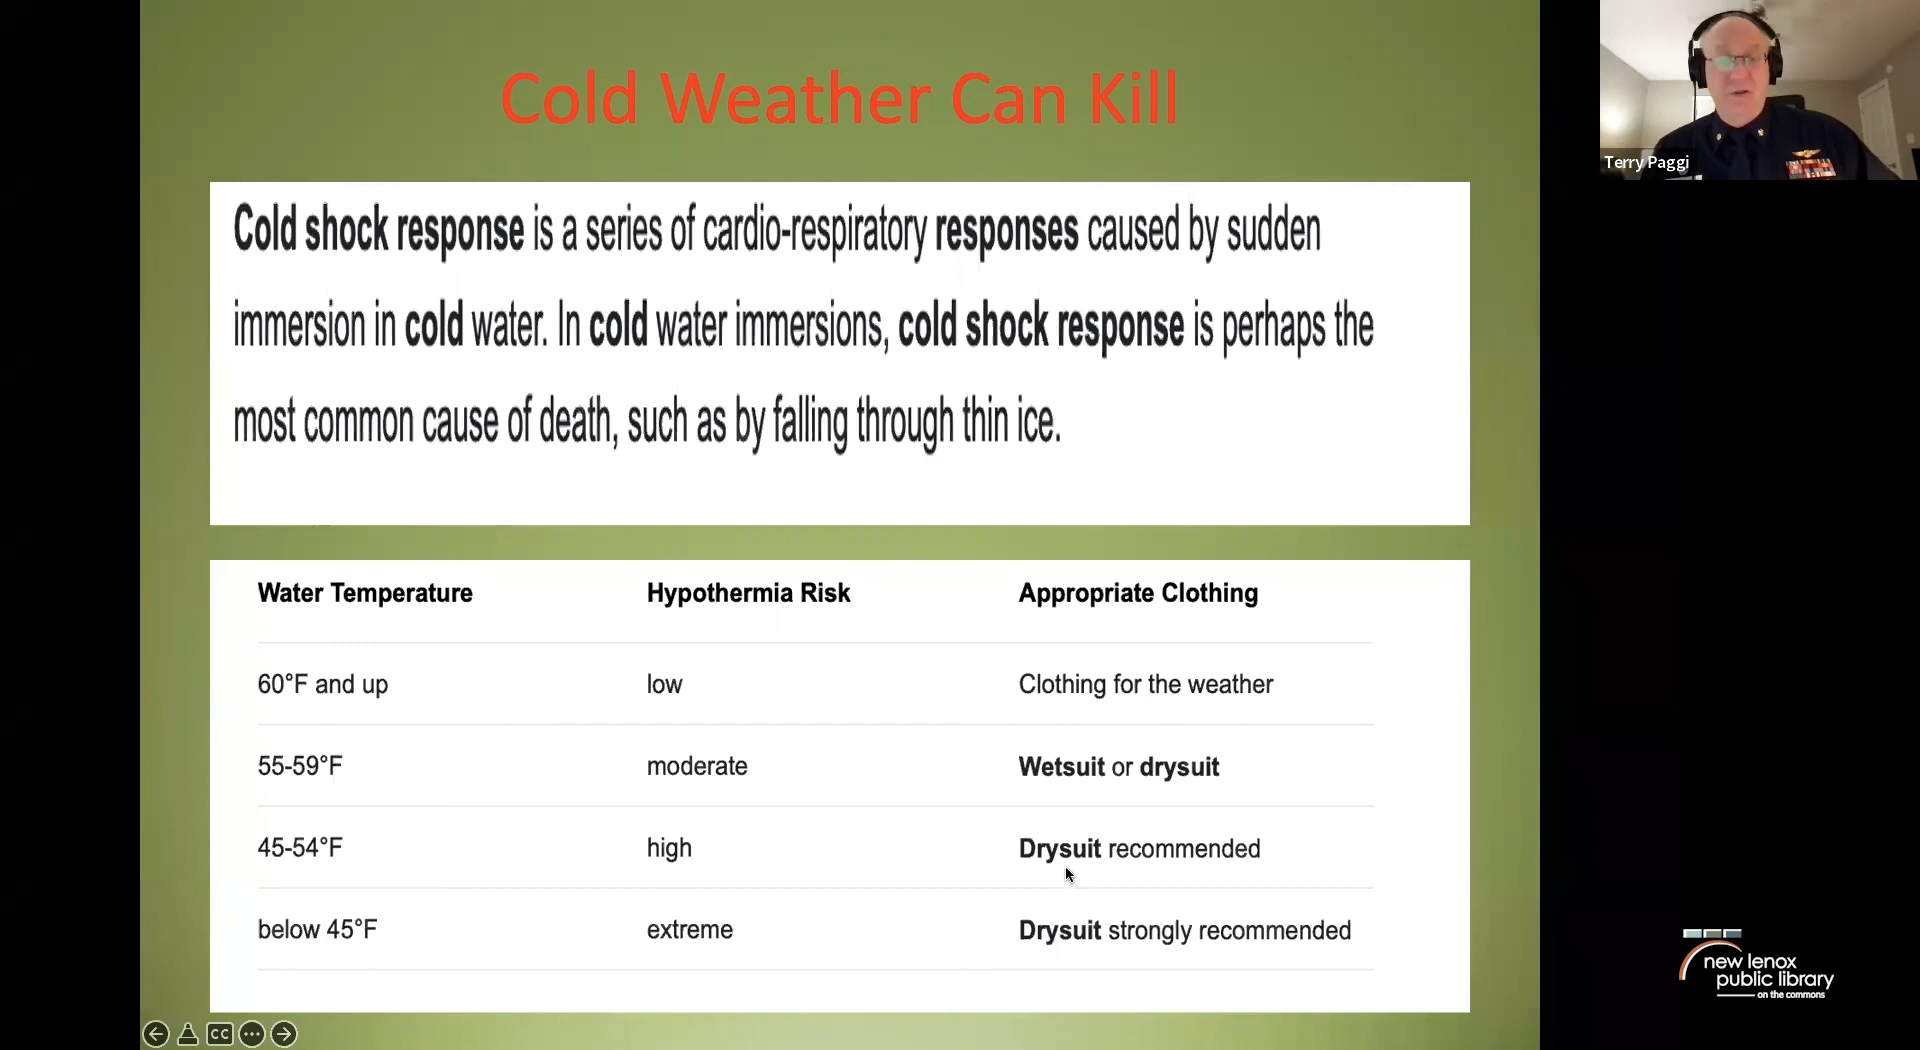 Cold Weather Can Kill
Terry Paggi
Cold shock response is a series of cardio-respiratory responses caused by sudden
immersion in cold water. In cold water immersions, cold shock response is perhaps the
most common cause of death, such as by falling through thin ice.
Water Temperature Hypothermia Risk Appropriate Clothing
60°F and up low Clothing for the weather
55-59°F moderate Wetsuit or drysuit
45-54°F high Drysuit recommended
below 45°F extreme Drysuit strongly recommended
new lenox
public library
on the commons
CC